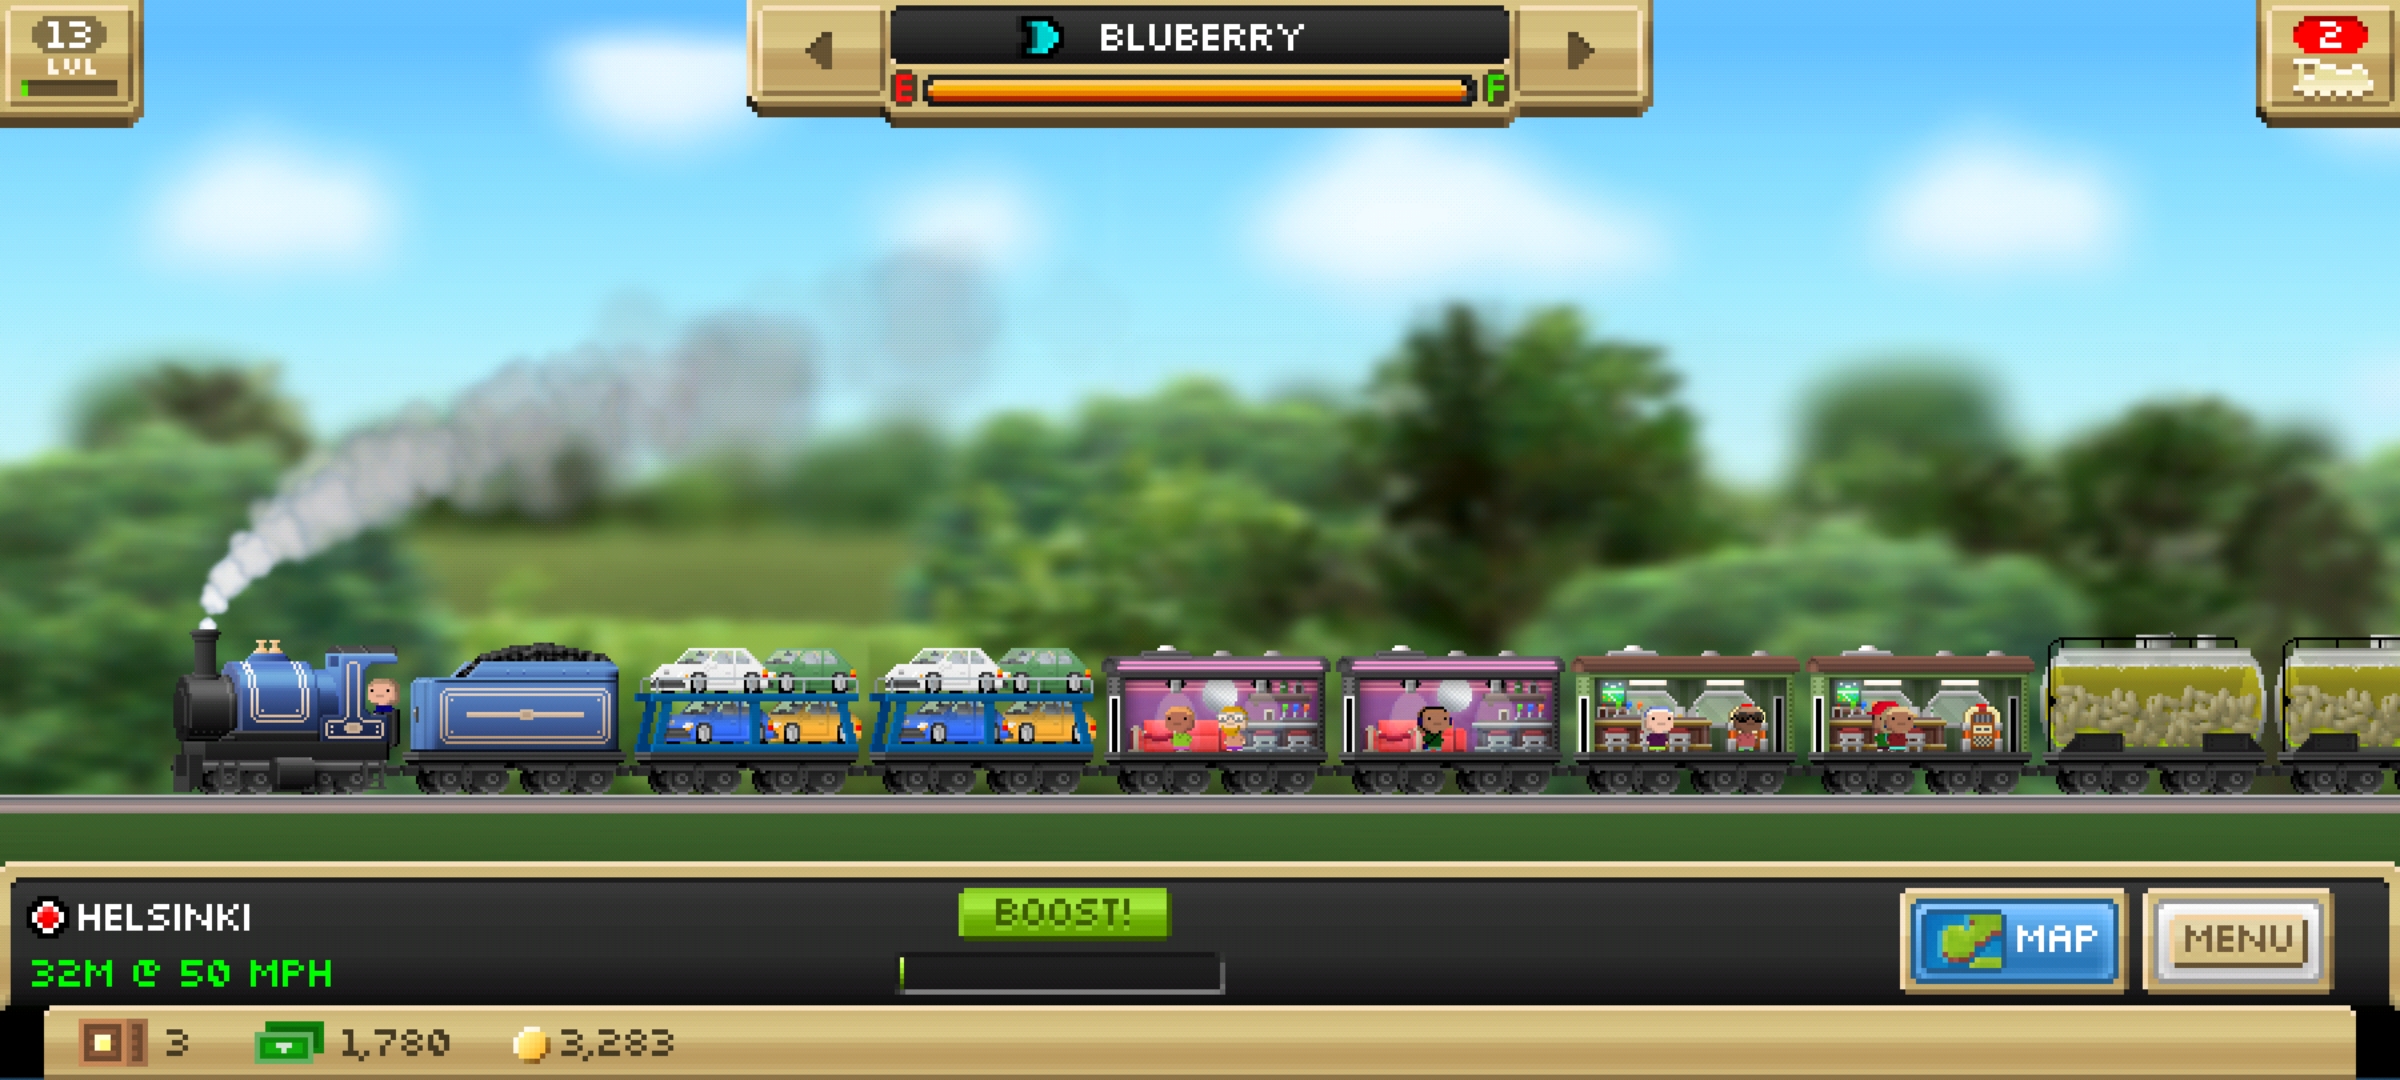 13
LVL
BLUBERRY
E F
2
HELSINKI
32M @ 50 MPH
BOOST!
MAP
MENU
3
1,780
3,283